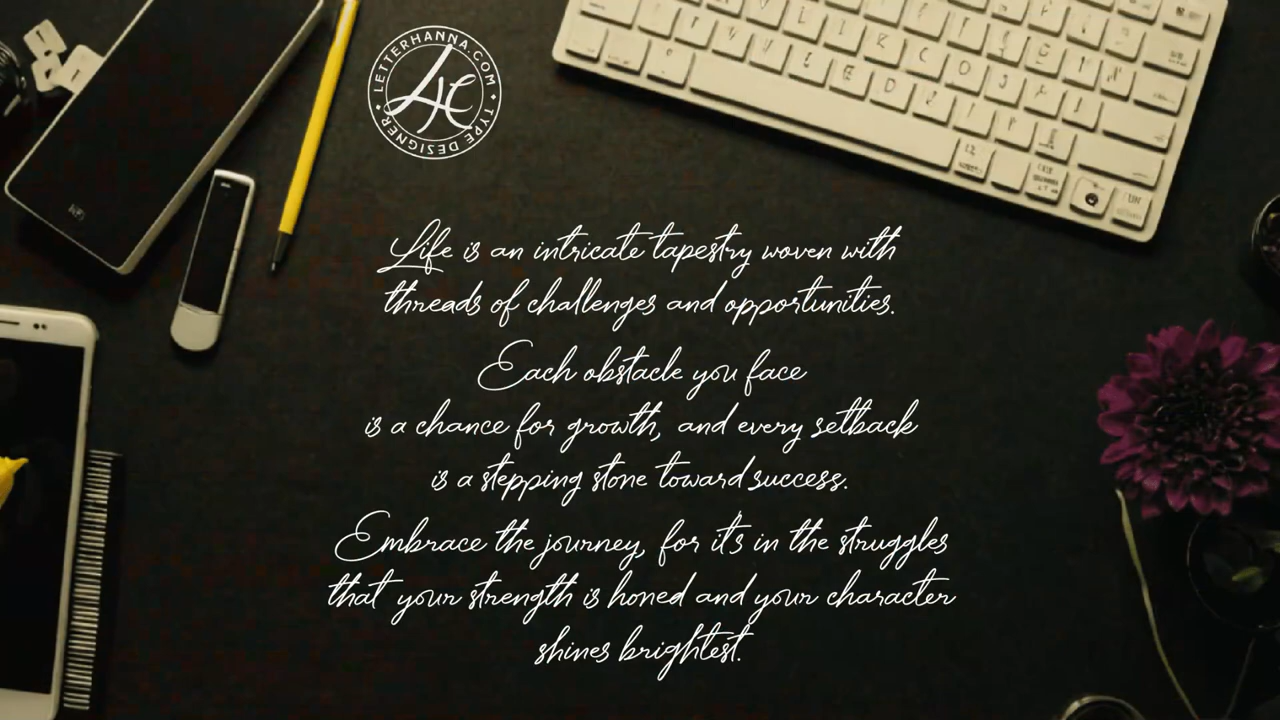 LETTERHANNA.COM • TYPE DESIGNER •
LH
Life is an intricate tapestry woven with
threads of challenges and opportunities.
Each obstacle you face
is a chance for growth, and every setback
is a stepping stone toward success.
Embrace the journey, for it's in the struggles
that your strength is honed and your character
shines brightest.